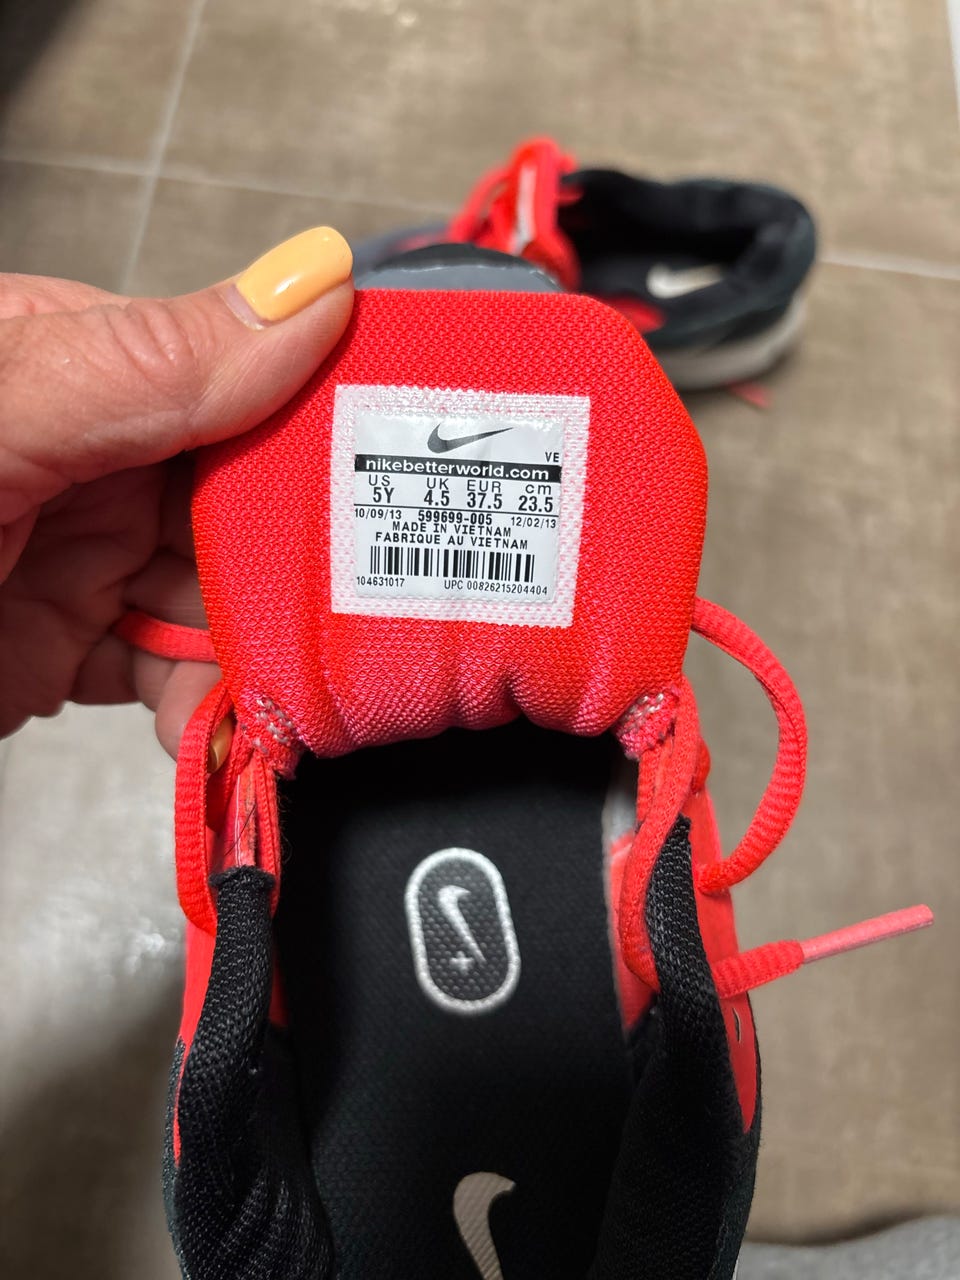 VE
nikebetterworld.com
US UK EUR cm
5Y 4.5 37.5 23.5
10/09/13 599699-005 12/02/13
MADE IN VIETNAM
FABRIQUE AU VIETNAM
104631017 UPC 00826215204404